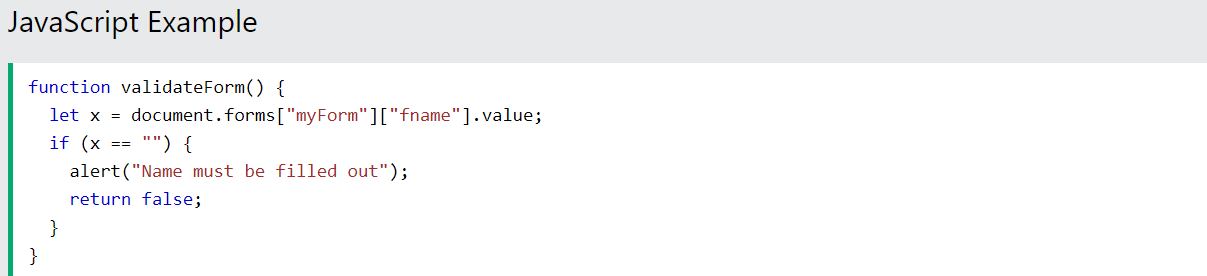 JavaScript Example
function validateForm() {
  let x = document.forms["myForm"]["fname"].value;
  if (x == "") {
    alert("Name must be filled out");
    return false;
  }
}